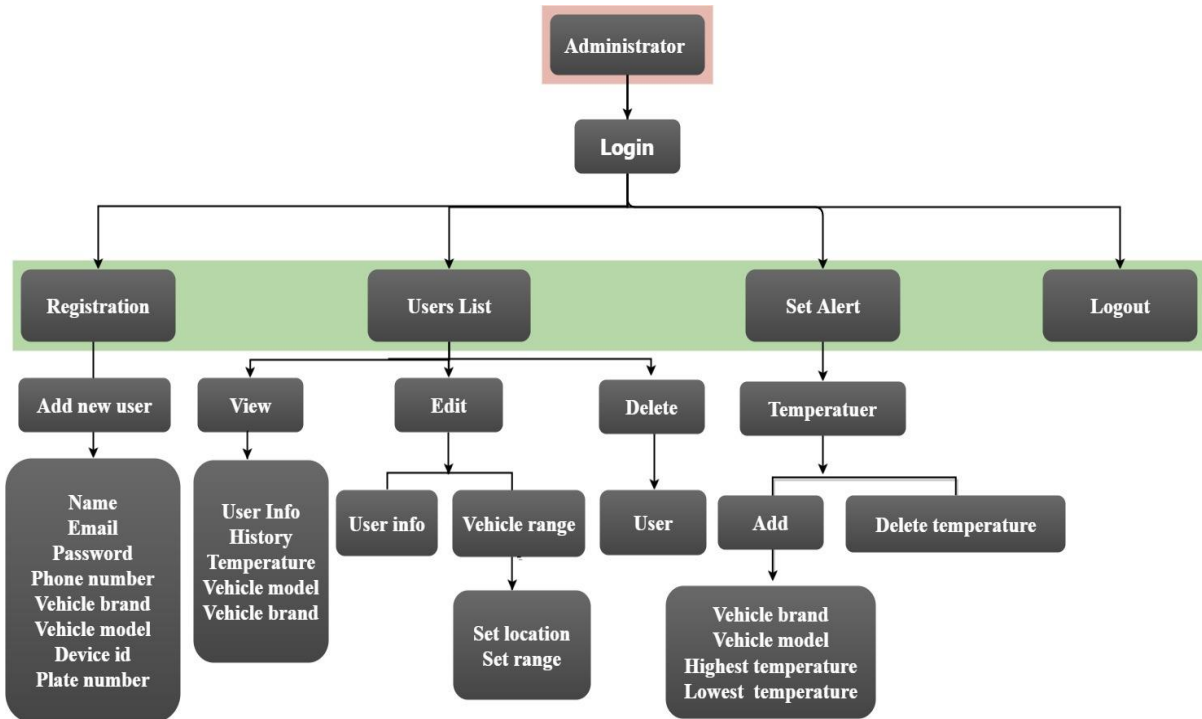 Administrator
Login
Registration
Users List
Set Alert
Logout
Add new user
View
Edit
Delete
Temperatuer
Name
Email
Password
Phone number
Vehicle brand
Vehicle model
Device id
Plate number
User Info
History
Temperature
Vehicle model
Vehicle brand
User info
Vehicle range
User
Add
Delete temperature
Set location
Set range
Vehicle brand
Vehicle model
Highest temperature
Lowest temperature